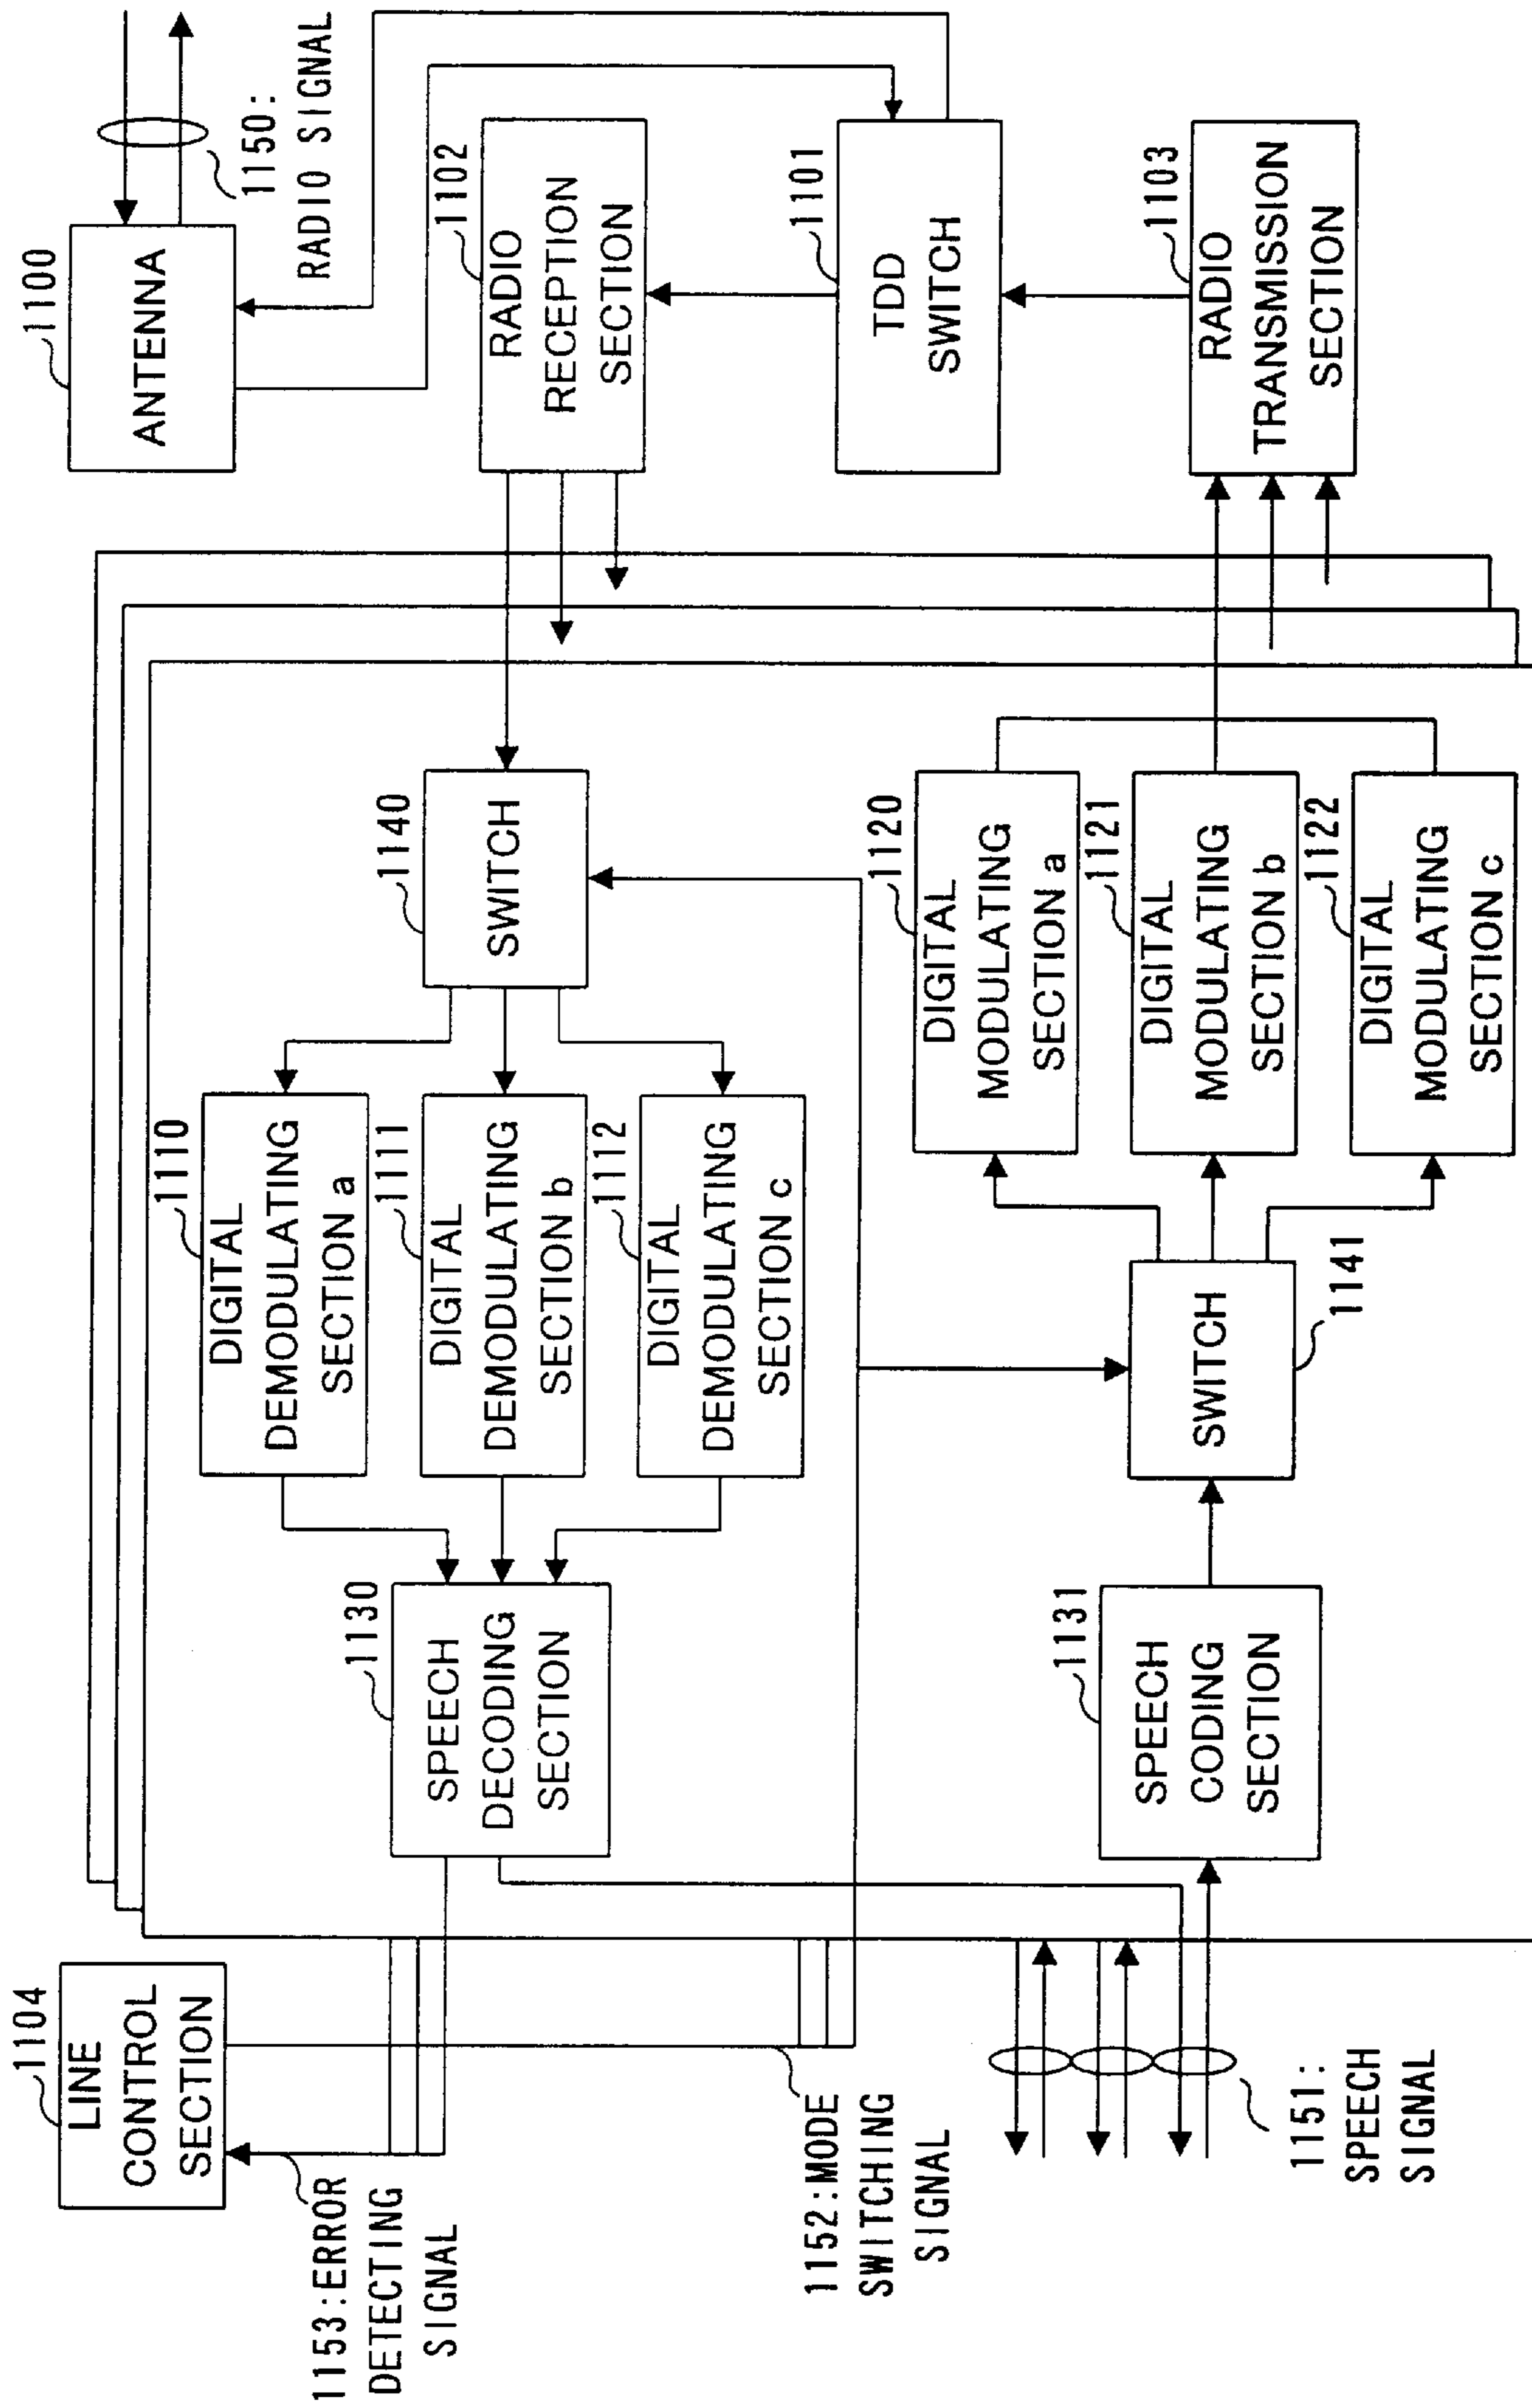 1104
LINE
CONTROL
SECTION
1153:ERROR
DETECTING
SIGNAL
1152:MODE
SWITCHING
SIGNAL
1151:
SPEECH
SIGNAL
1130
SPEECH
DECODING
SECTION
1131
SPEECH
CODING
SECTION
1110
DIGITAL
DEMODULATING
SECTION a
1111
DIGITAL
DEMODULATING
SECTION b
1112
DIGITAL
DEMODULATING
SECTION c
SWITCH
1141
1140
SWITCH
1120
DIGITAL
MODULATING
SECTION a
1121
DIGITAL
MODULATING
SECTION b
1122
DIGITAL
MODULATING
SECTION c
1100
ANTENNA
1150:
RADIO SIGNAL
1102
RADIO
RECEPTION
SECTION
1101
TDD
SWITCH
1103
RADIO
TRANSMISSION
SECTION